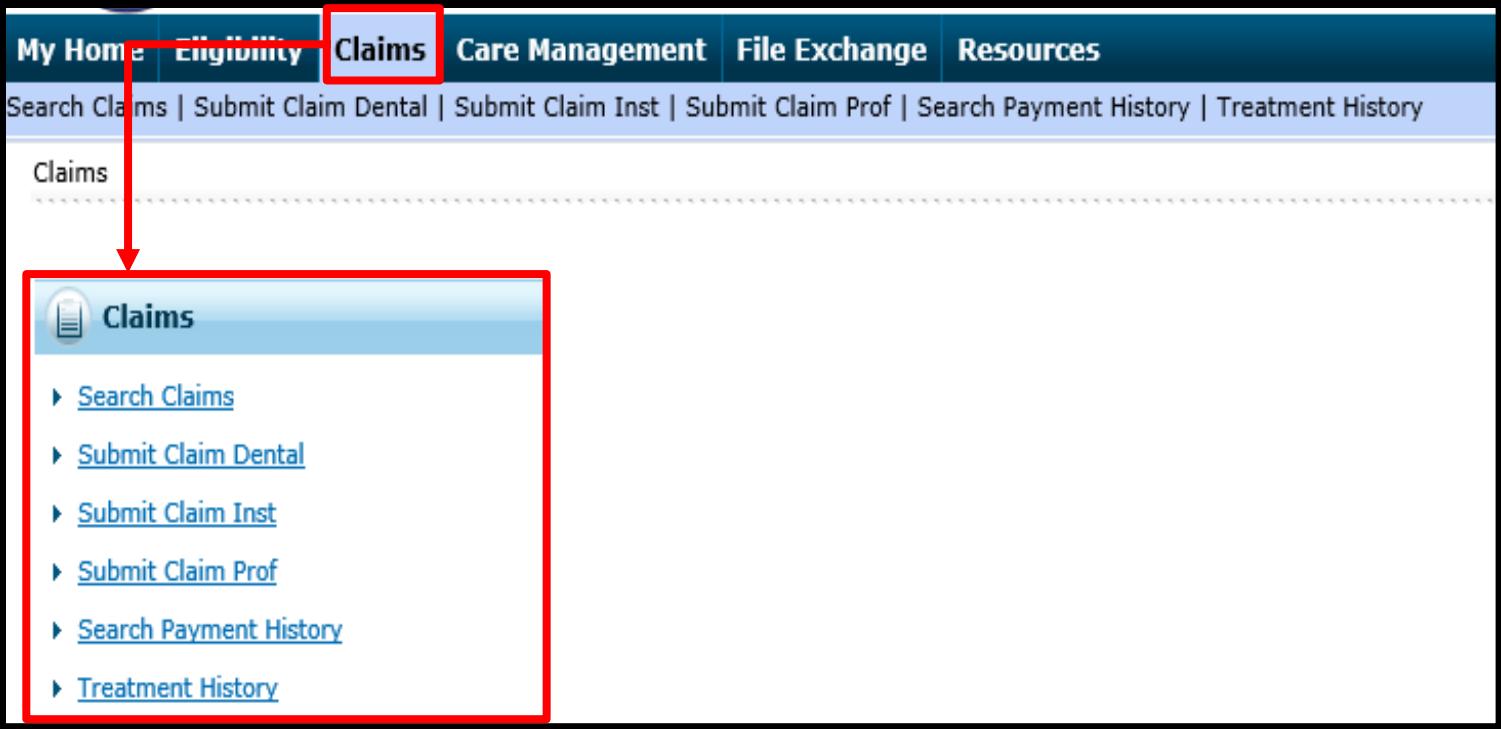 My Home Eligibility Claims Care Management File Exchange Resources
Search Claims | Submit Claim Dental | Submit Claim Inst | Submit Claim Prof | Search Payment History | Treatment History
Claims
Claims
Search Claims
Submit Claim Dental
Submit Claim Inst
Submit Claim Prof
Search Payment History
Treatment History